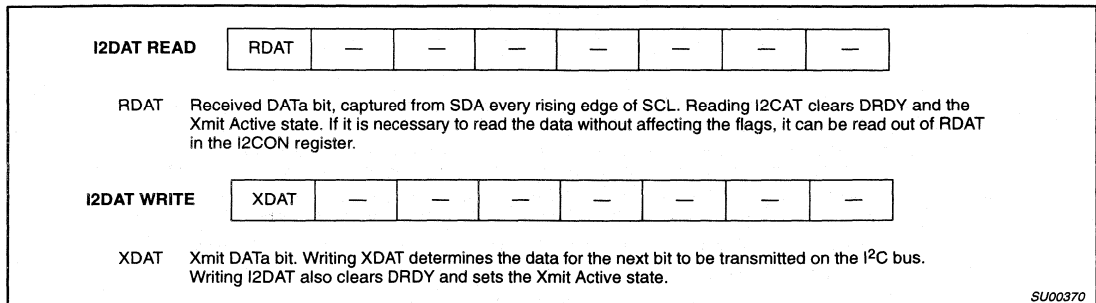 I2DAT READ RDAT — — — — — — —
RDAT Received DATa bit, captured from SDA every rising edge of SCL. Reading I2CAT clears DRDY and the
Xmit Active state. If it is necessary to read the data without affecting the flags, it can be read out of RDAT
in the I2CON register.
I2DAT WRITE XDAT — — — — — — —
XDAT Xmit DATa bit. Writing XDAT determines the data for the next bit to be transmitted on the I²C bus.
Writing I2DAT also clears DRDY and sets the Xmit Active state.
SU00370